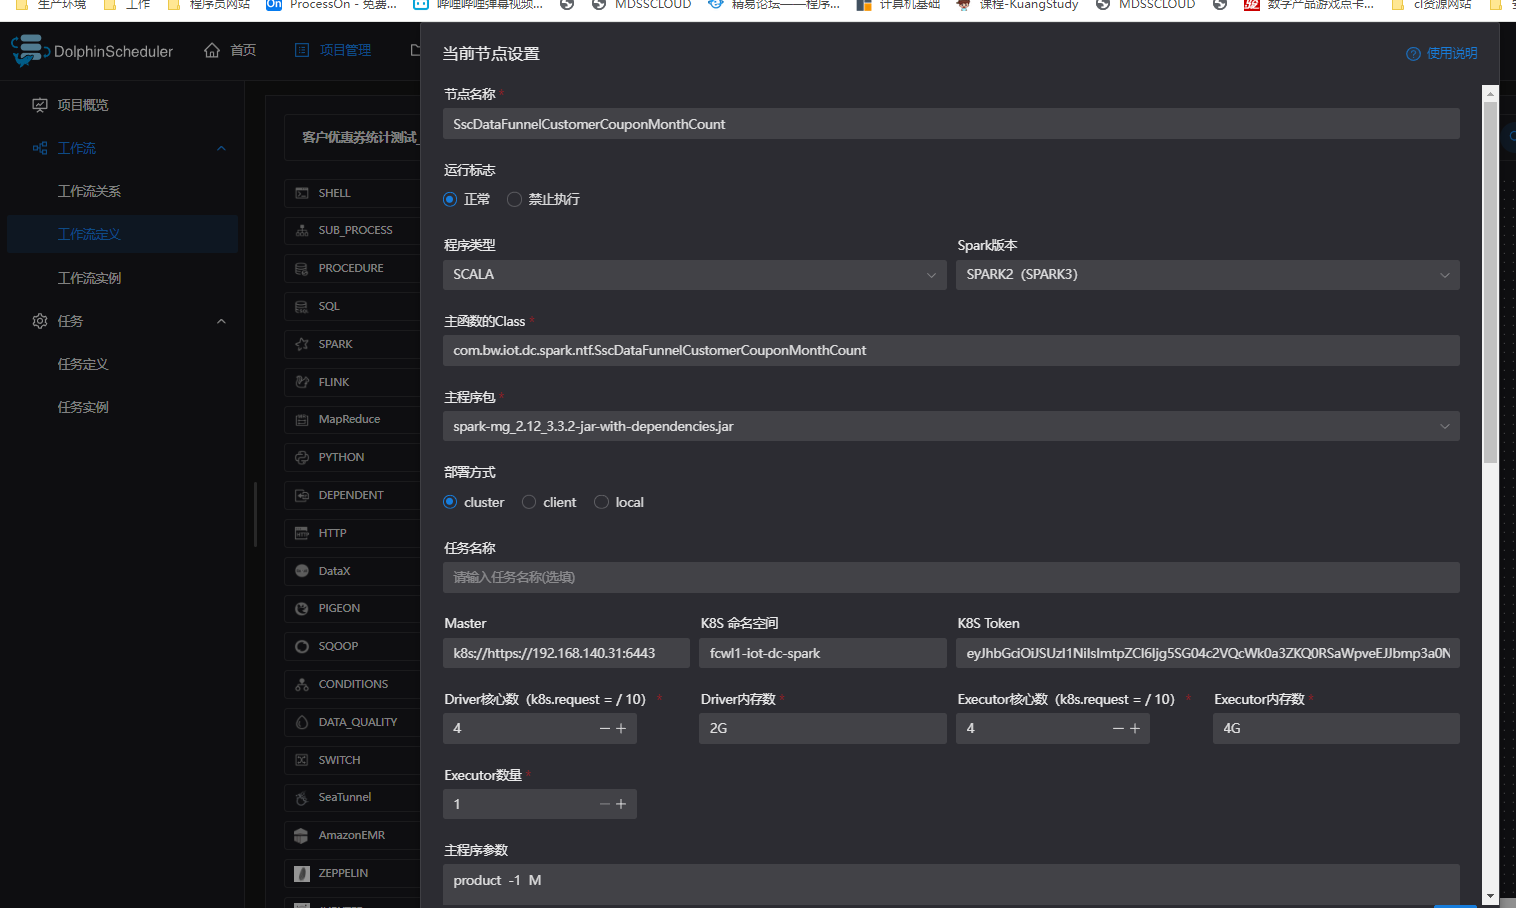 生产环境 工作 程序员网站 On ProcessOn - 免费... 哔哩哔哩弹幕视频... MDSSCLOUD 精易论坛——程序... 计算机基础 课程-KuangStudy MDSSCLOUD 数字产品游戏点卡... cl资源网站
DolphinScheduler 首页 项目管理
项目概览
工作流
工作流关系
工作流定义
工作流实例
任务
任务定义
任务实例
客户优惠券统计测试_
SHELL
SUB_PROCESS
PROCEDURE
SQL
SPARK
FLINK
MapReduce
PYTHON
DEPENDENT
HTTP
DataX
PIGEON
SQOOP
CONDITIONS
DATA_QUALITY
SWITCH
SeaTunnel
AmazonEMR
ZEPPELIN
当前节点设置 使用说明
节点名称 *
SscDataFunnelCustomerCouponMonthCount
运行标志
正常 禁止执行
程序类型 Spark版本
SCALA SPARK2（SPARK3）
主函数的Class *
com.bw.iot.dc.spark.ntf.SscDataFunnelCustomerCouponMonthCount
主程序包 *
spark-mg_2.12_3.3.2-jar-with-dependencies.jar
部署方式
cluster client local
任务名称
请输入任务名称(选填)
Master K8S 命名空间 K8S Token
k8s://https://192.168.140.31:6443 fcwl1-iot-dc-spark
Driver核心数（k8s.request = / 10） * Driver内存数 * Executor核心数（k8s.request = / 10） * Executor内存数 *
4 2G 4 4G
Executor数量 *
1
主程序参数
product -1 M